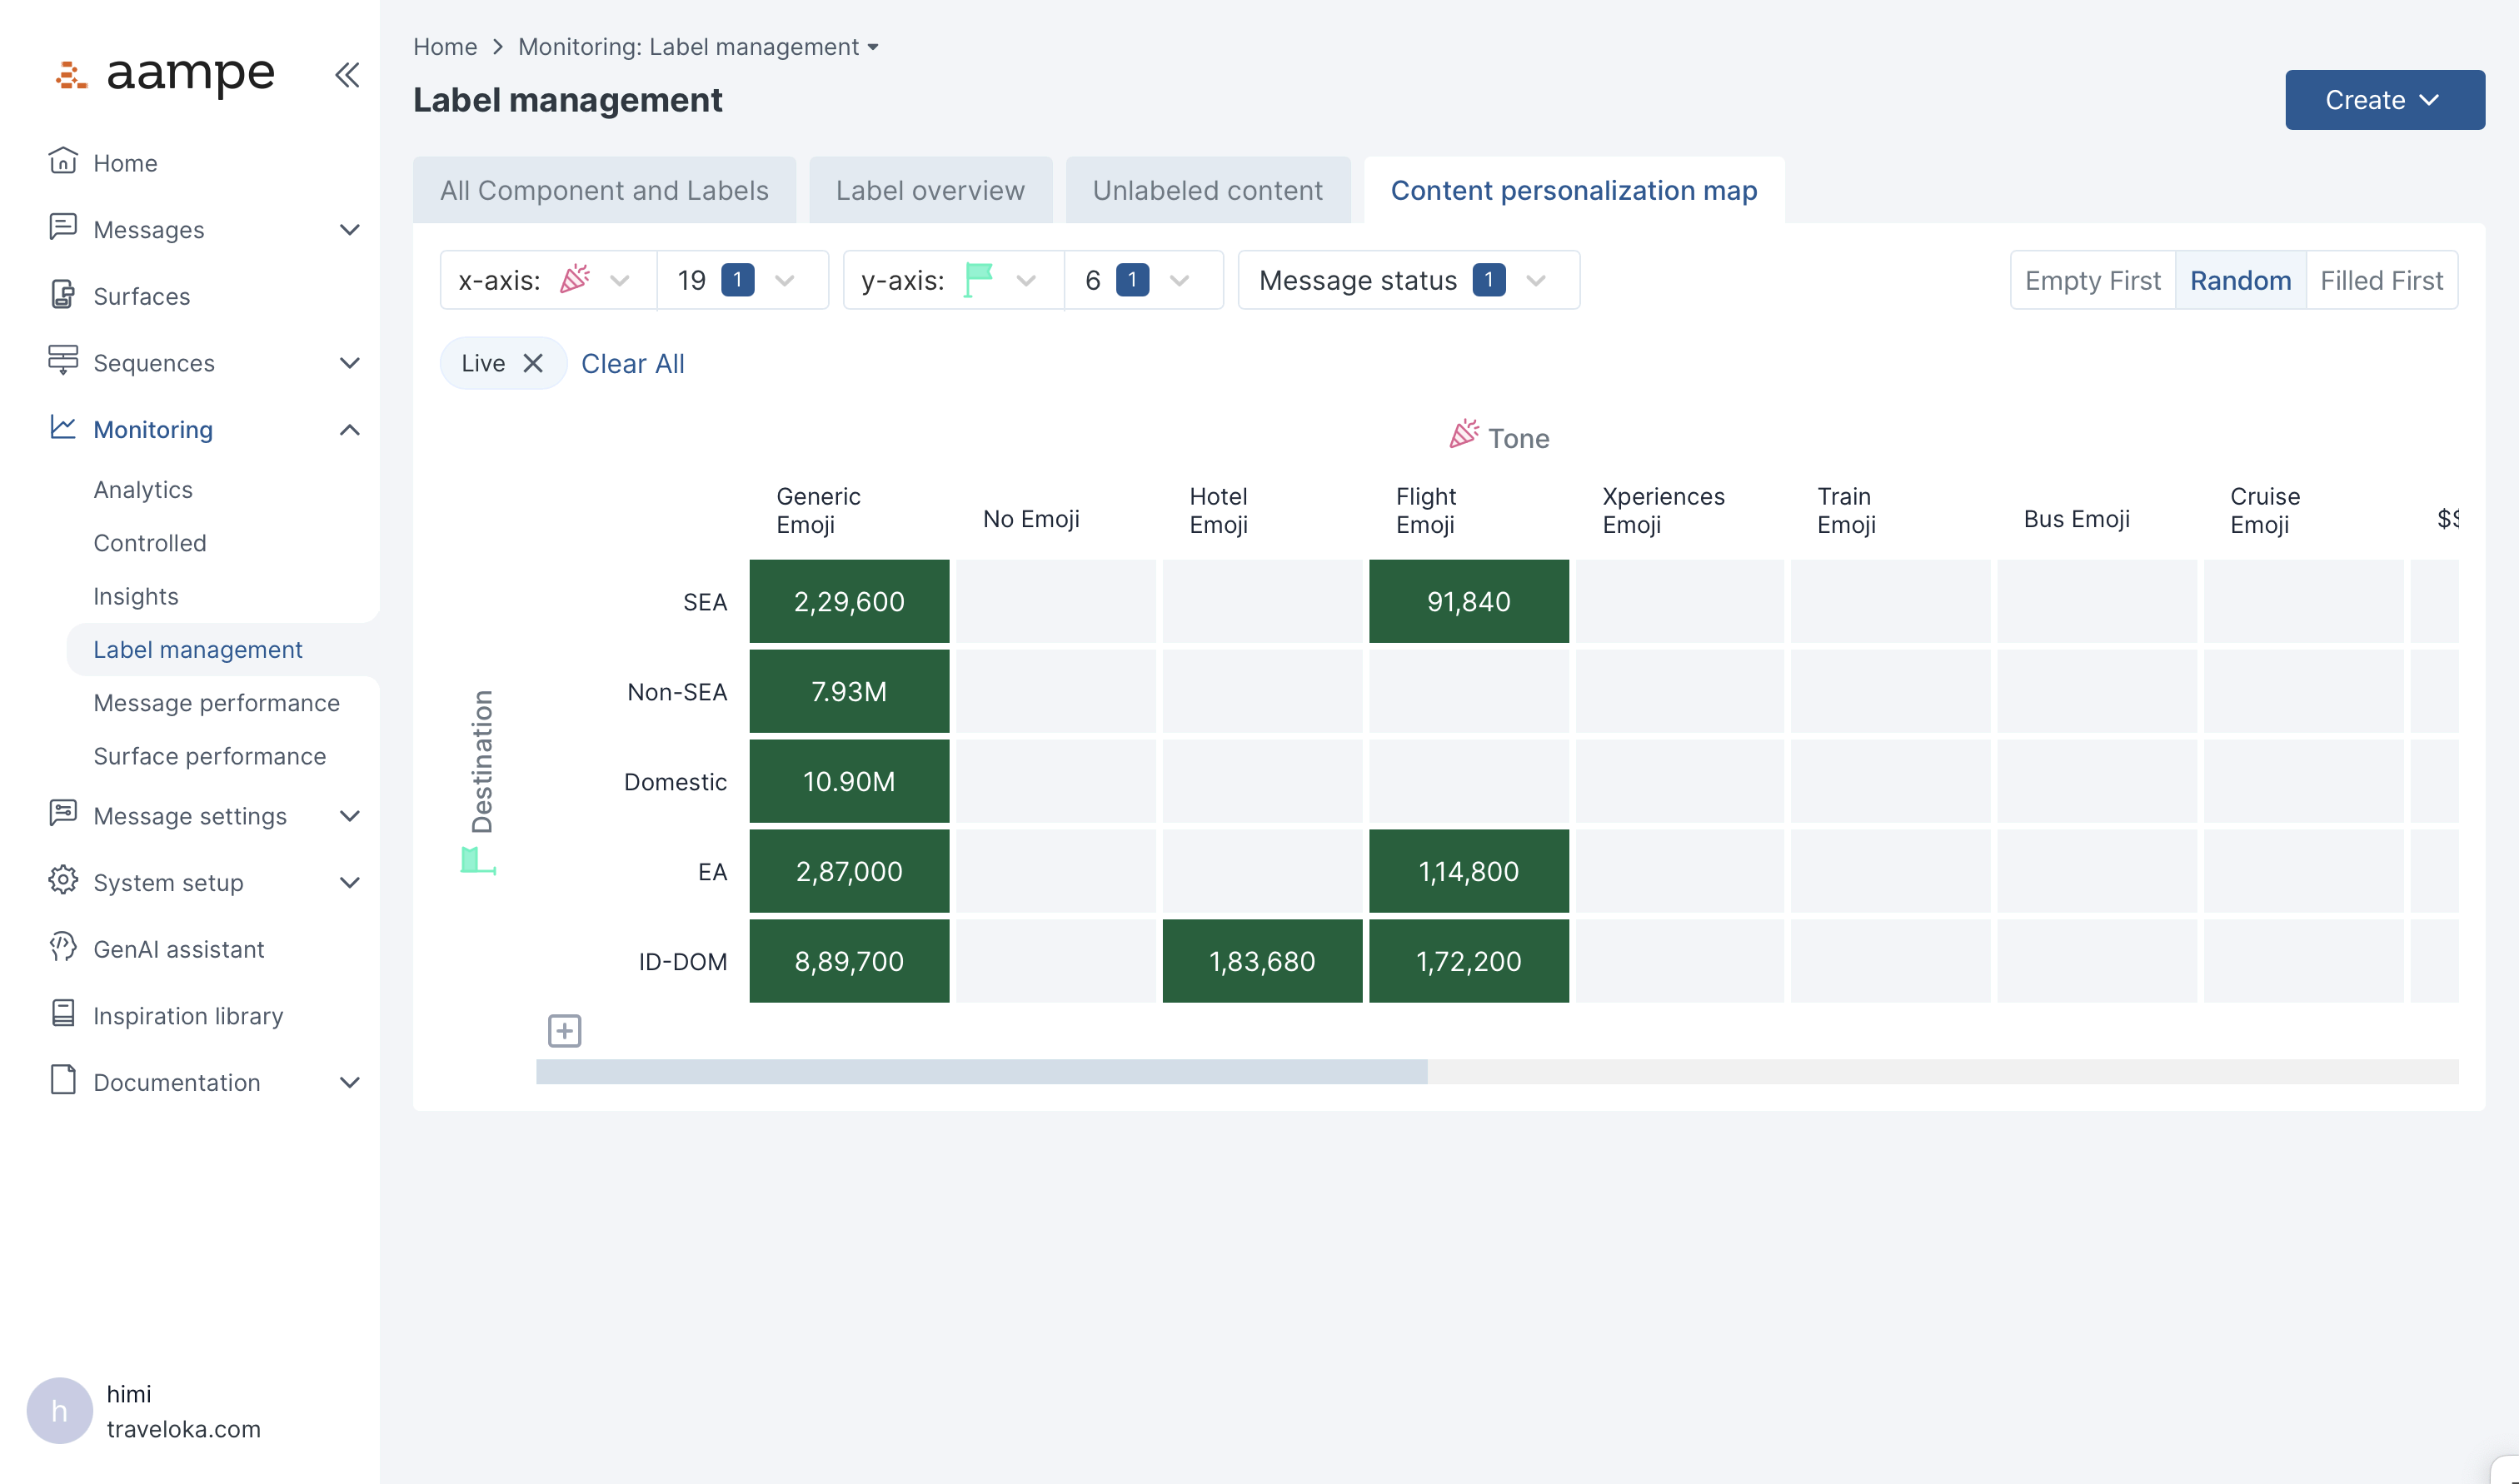 aampe
Home
Messages
Surfaces
Sequences
Monitoring
Analytics
Controlled
Insights
Label management
Message performance
Surface performance
Message settings
System setup
GenAI assistant
Inspiration library
Documentation
h
himi
traveloka.com
Home > Monitoring: Label management
Label management
Create
All Component and Labels
Label overview
Unlabeled content
Content personalization map
x-axis:
19 1
y-axis:
6 1
Message status 1
Empty First
Random
Filled First
Live
Clear All
Tone
Generic
Emoji
No Emoji
Hotel
Emoji
Flight
Emoji
Xperiences
Emoji
Train
Emoji
Bus Emoji
Cruise
Emoji
Destination
SEA 2,29,600 91,840
Non-SEA 7.93M
Domestic 10.90M
EA 2,87,000 1,14,800
ID-DOM 8,89,700 1,83,680 1,72,200